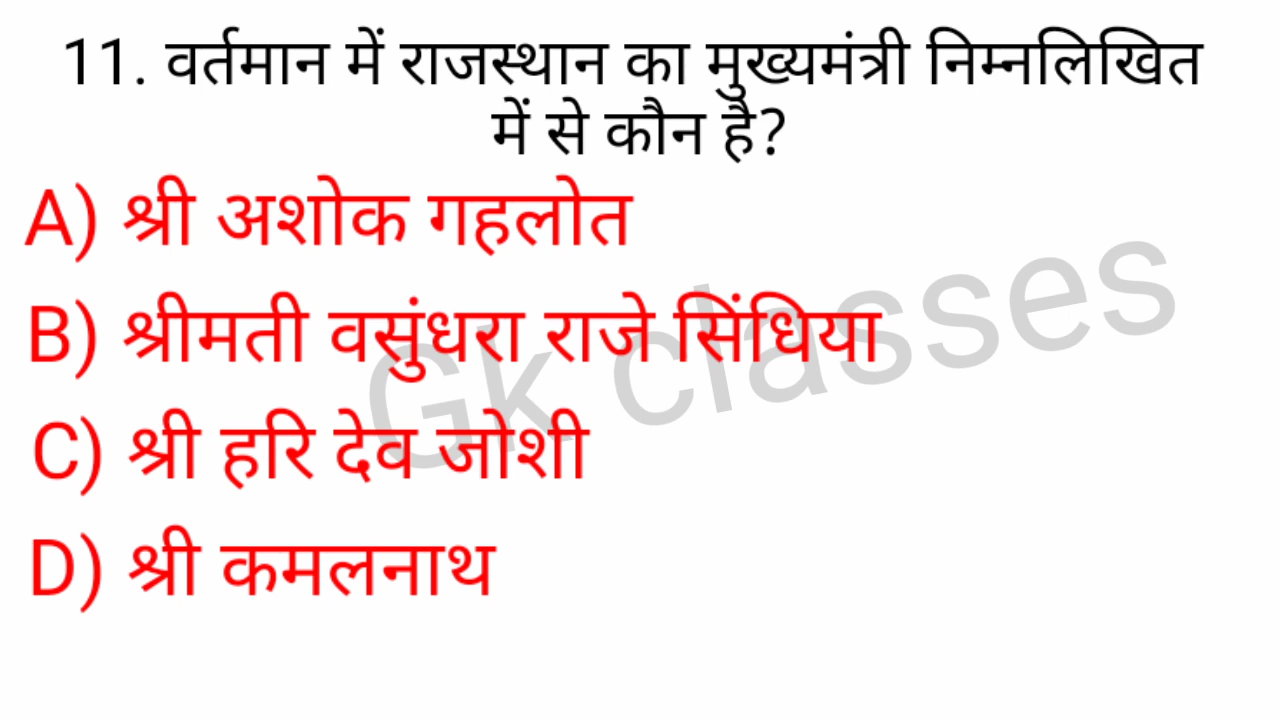 11. वर्तमान में राजस्थान का मुख्यमंत्री निम्नलिखित
में से कौन है?
A) श्री अशोक गहलोत
B) श्रीमती वसुंधरा राजे सिंधिया
C) श्री हरि देव जोशी
D) श्री कमलनाथ
Gk classes